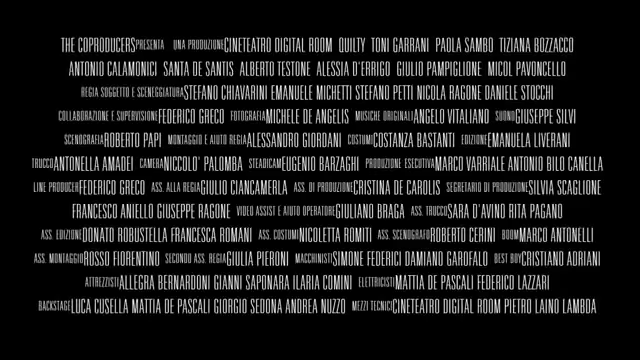 THE COPRODUCERS PRESENTA UNA PRODUZIONE CINETEATRO DIGITAL ROOM QUILTY TONI GARRANI PAOLA SAMBO TIZIANA BOZZACCO
ANTONIO CALAMONICI SANTA DE SANTIS ALBERTO TESTONE ALESSIA D'ERRIGO GIULIO PAMPIGLIONE MICOL PAVONCELLO
REGIA SOGGETTO E SCENEGGIATURA STEFANO CHIAVARINI EMANUELE MICHETTI STEFANO PETTI NICOLA RAGONE DANIELE STOCCHI
COLLABORAZIONE E SUPERVISIONE FEDERICO GRECO FOTOGRAFIA MICHELE DE ANGELIS MUSICHE ORIGINALI ANGELO VITALIANO SUONO GIUSEPPE SILVI
SCENOGRAFIA ROBERTO PAPI MONTAGGIO E AIUTO REGIA ALESSANDRO GIORDANI COSTUMI COSTANZA BASTANTI EDIZIONE EMANUELA LIVERANI
TRUCCO ANTONELLA AMADEI CAMERA NICCOLO' PALOMBA STEADICAM EUGENIO BARZAGHI PRODUZIONE ESECUTIVA MARCO VARRIALE ANTONIO BILO CANELLA
LINE PRODUCER FEDERICO GRECO ASS. ALLA REGIA GIULIO CIANCAMERLA ASS. DI PRODUZIONE CRISTINA DE CAROLIS SEGRETARIO DI PRODUZIONE SILVIA SCAGLIONE
FRANCESCO ANIELLO GIUSEPPE RAGONE VIDEO ASSIST E AIUTO OPERATORE GIULIANO BRAGA ASS. TRUCCO SARA D'AVINO RITA PAGANO
ASS. EDIZIONE DONATO ROBUSTELLA FRANCESCA ROMANI ASS. COSTUMI NICOLETTA ROMITI ASS. SCENOGRAFO ROBERTO CERINI BOOM MARCO ANTONELLI
ASS. MONTAGGIO ROSSO FIORENTINO SECONDO ASS. REGIA GIULIA PIERONI MACCHINISTI SIMONE FEDERICI DAMIANO GAROFALO BEST BOY CRISTIANO ADRIANI
ATTREZZISTI ALLEGRA BERNARDONI GIANNI SAPONARA ILARIA COMINI ELETTRICISTI MATTIA DE PASCALI FEDERICO LAZZARI
BACKSTAGE LUCA CUSELLA MATTIA DE PASCALI GIORGIO SEDONA ANDREA NUZZO MEZZI TECNICI CINETEATRO DIGITAL ROOM PIETRO LAINO LAMBDA